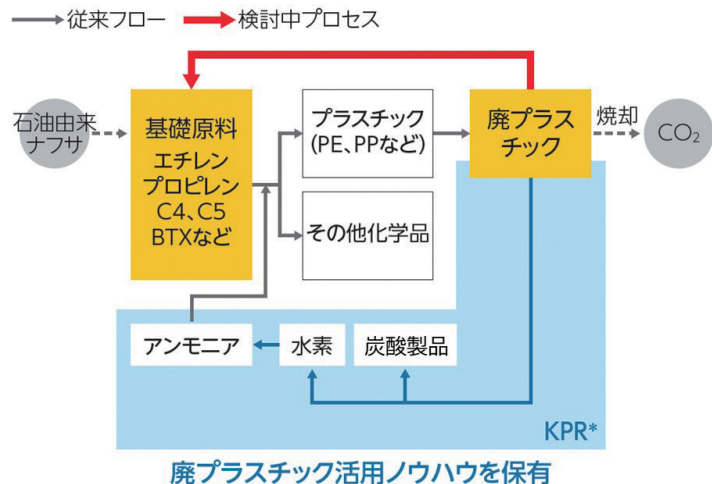 従来フロー
検討中プロセス
石油由来
ナフサ
基礎原料
エチレン
プロピレン
C4、C5
BTXなど
プラスチック
(PE、PPなど)
その他化学品
廃プラス
チック
焼却
CO₂
アンモニア
水素
炭酸製品
KPR*
廃プラスチック活用ノウハウを保有